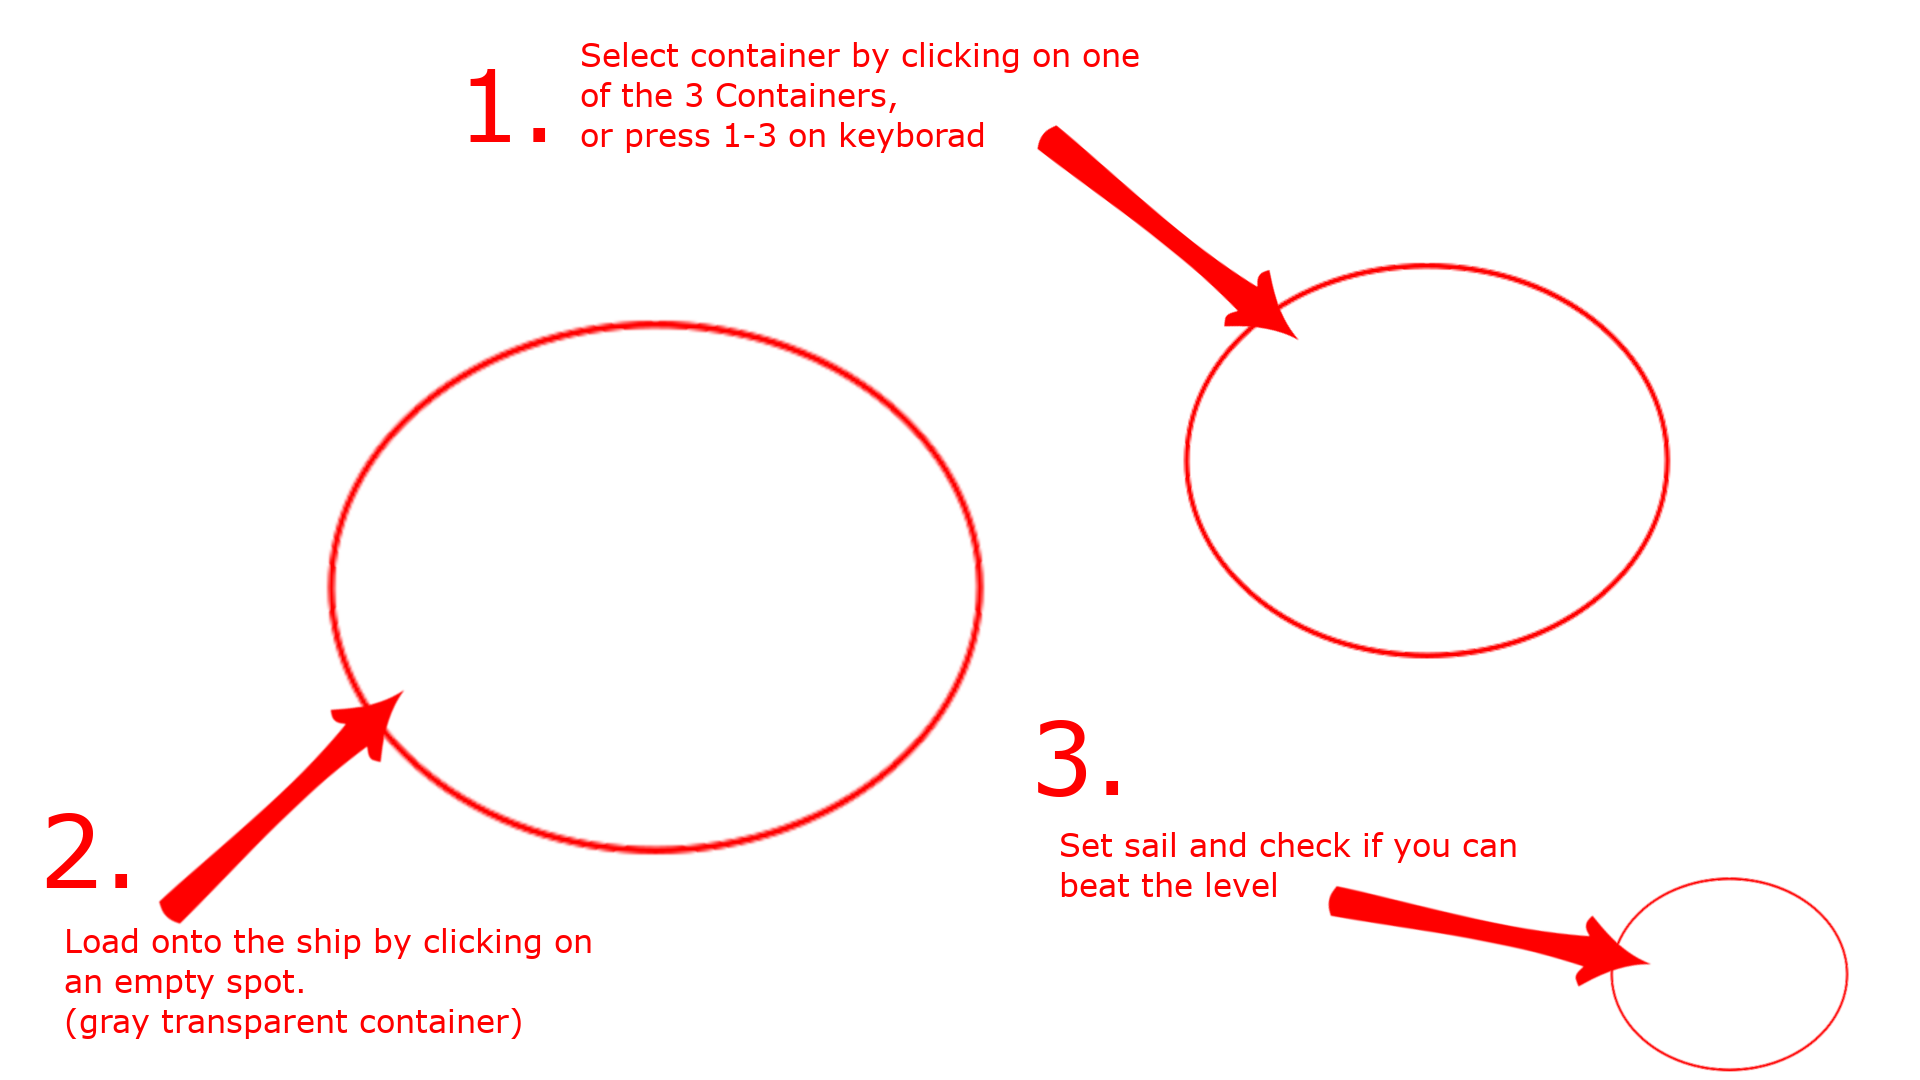 1.
Select container by clicking on one
of the 3 Containers,
or press 1-3 on keyborad
2.
Load onto the ship by clicking on
an empty spot.
(gray transparent container)
3.
Set sail and check if you can
beat the level